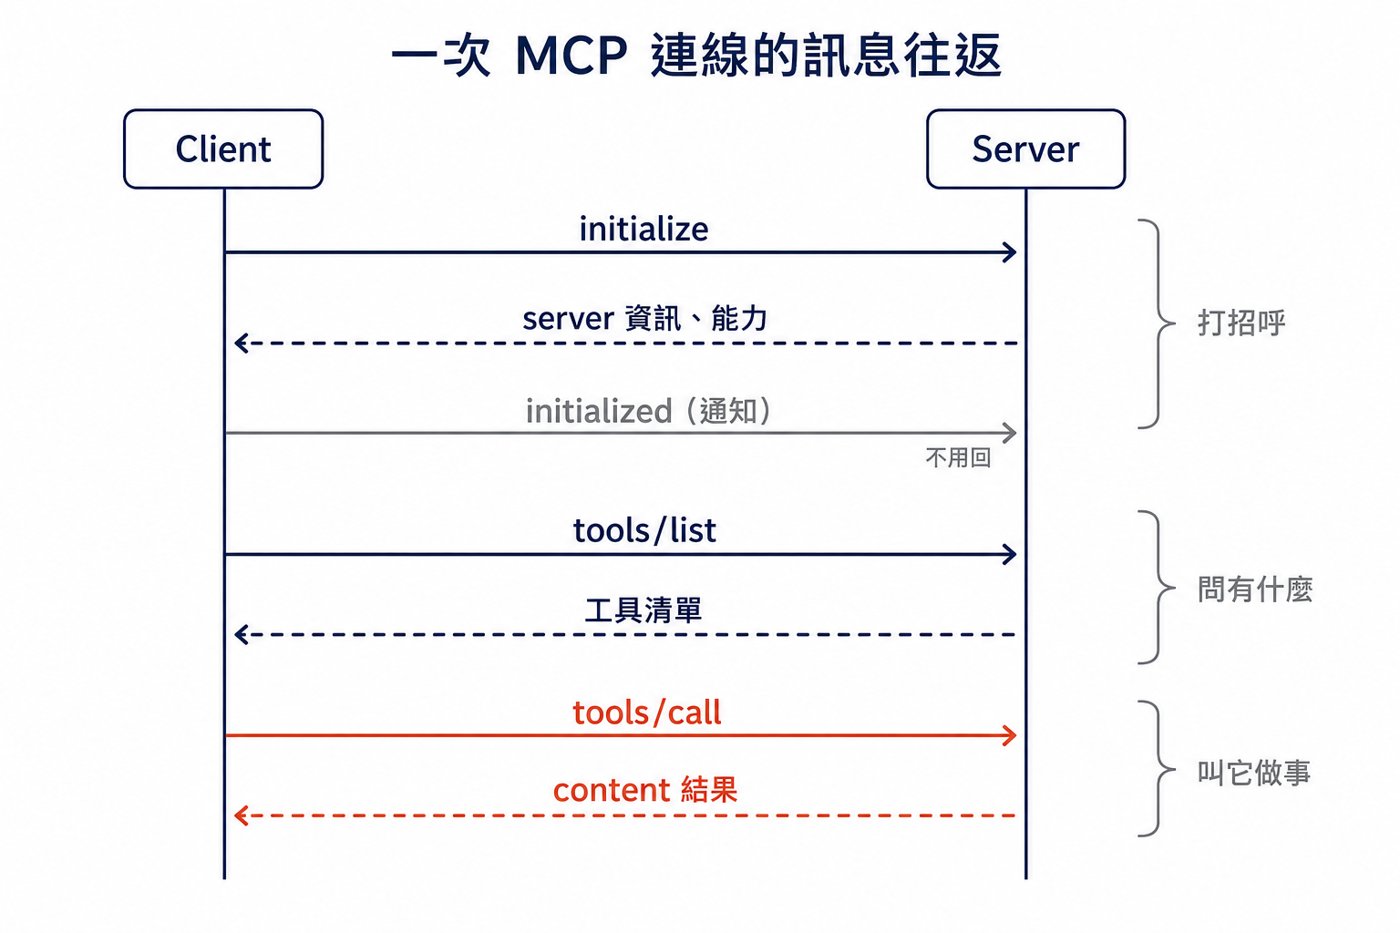 一次 MCP 連線的訊息往返
Client
Server
initialize
server 資訊、能力
initialized（通知）
不用回
打招呼
tools/list
工具清單
問有什麼
tools/call
content 結果
叫它做事